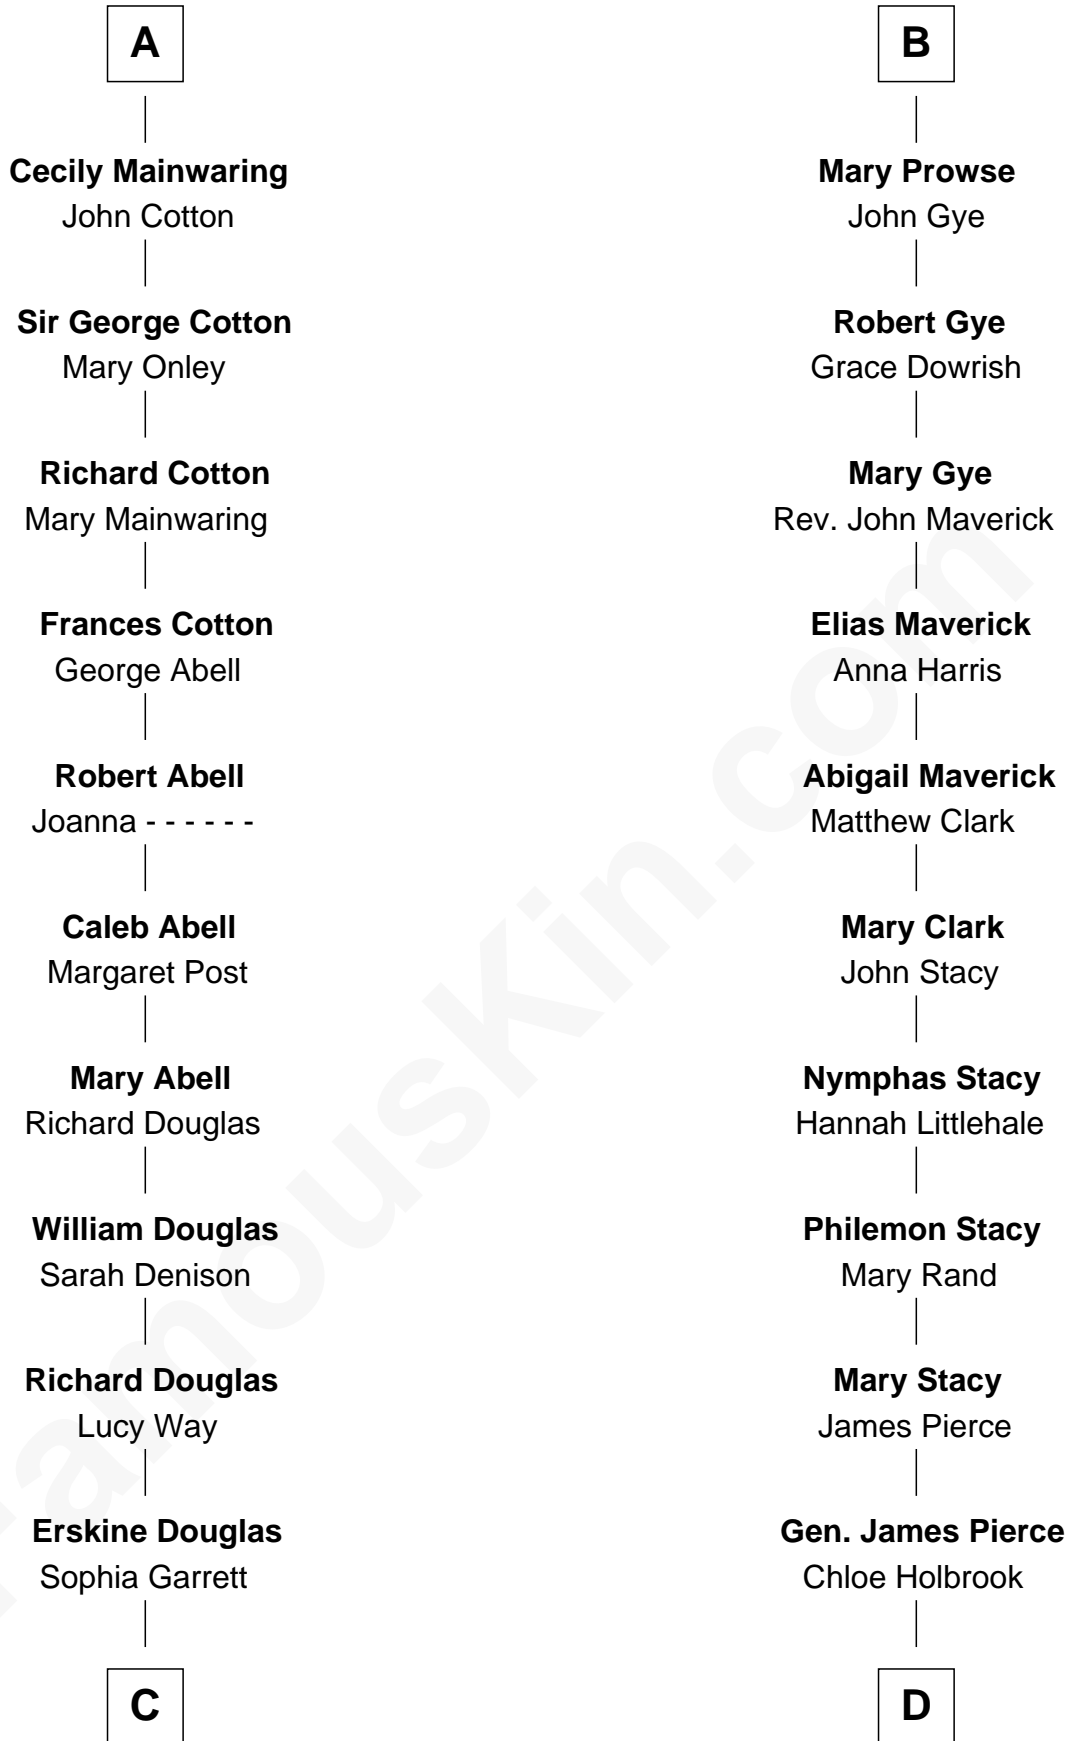 A
Cecily Mainwaring
John Cotton
Sir George Cotton
Mary Onley
Richard Cotton
Mary Mainwaring
Frances Cotton
George Abell
Robert Abell
Joanna - - - - - -
Caleb Abell
Margaret Post
Mary Abell
Richard Douglas
William Douglas
Sarah Denison
Richard Douglas
Lucy Way
Erskine Douglas
Sophia Garrett
C
B
Mary Prowse
John Gye
Robert Gye
Grace Dowrish
Mary Gye
Rev. John Maverick
Elias Maverick
Anna Harris
Abigail Maverick
Matthew Clark
Mary Clark
John Stacy
Nymphas Stacy
Hannah Littlehale
Philemon Stacy
Mary Rand
Mary Stacy
James Pierce
Gen. James Pierce
Chloe Holbrook
D
FamousKin.com